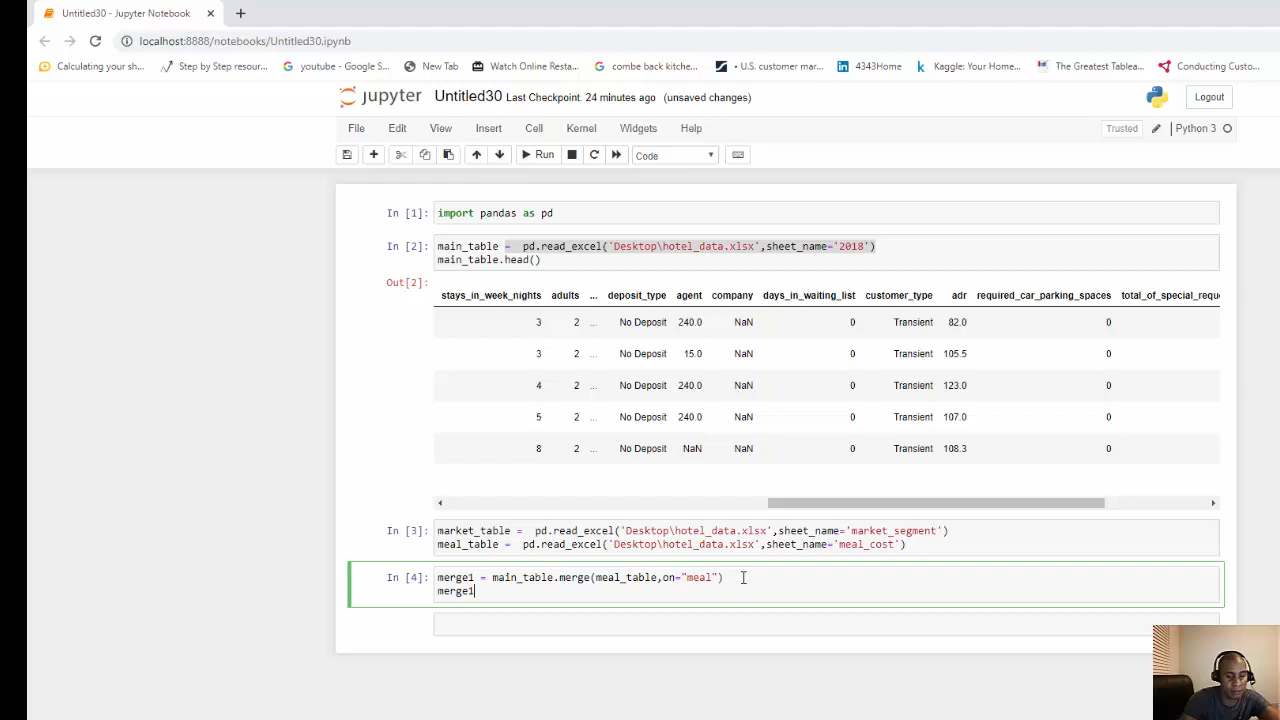 Untitled30 - Jupyter Notebook
localhost:8888/notebooks/Untitled30.ipynb
Calculating your sh... Step by Step resour... youtube - Google S... New Tab Watch Online Resta... combe back kitche... • U.S. customer mar... 4343Home Kaggle: Your Home... The Greatest Tablea... Conducting Custo...
jupyter Untitled30 Last Checkpoint: 24 minutes ago (unsaved changes) Logout
File Edit View Insert Cell Kernel Widgets Help Trusted Python 3
Run Code
In [1]: import pandas as pd
In [2]: main_table = pd.read_excel('Desktop\hotel_data.xlsx',sheet_name='2018')
main_table.head()
Out[2]:
stays_in_week_nights adults ... deposit_type agent company days_in_waiting_list customer_type adr required_car_parking_spaces total_of_special_reque
3 2 ... No Deposit 240.0 NaN 0 Transient 82.0 0
3 2 ... No Deposit 15.0 NaN 0 Transient 105.5 0
4 2 ... No Deposit 240.0 NaN 0 Transient 123.0 0
5 2 ... No Deposit 240.0 NaN 0 Transient 107.0 0
8 2 ... No Deposit NaN NaN 0 Transient 108.3 0
In [3]: market_table = pd.read_excel('Desktop\hotel_data.xlsx',sheet_name='market_segment')
meal_table = pd.read_excel('Desktop\hotel_data.xlsx',sheet_name='meal_cost')
In [4]: merge1 = main_table.merge(meal_table,on="meal")
merge1